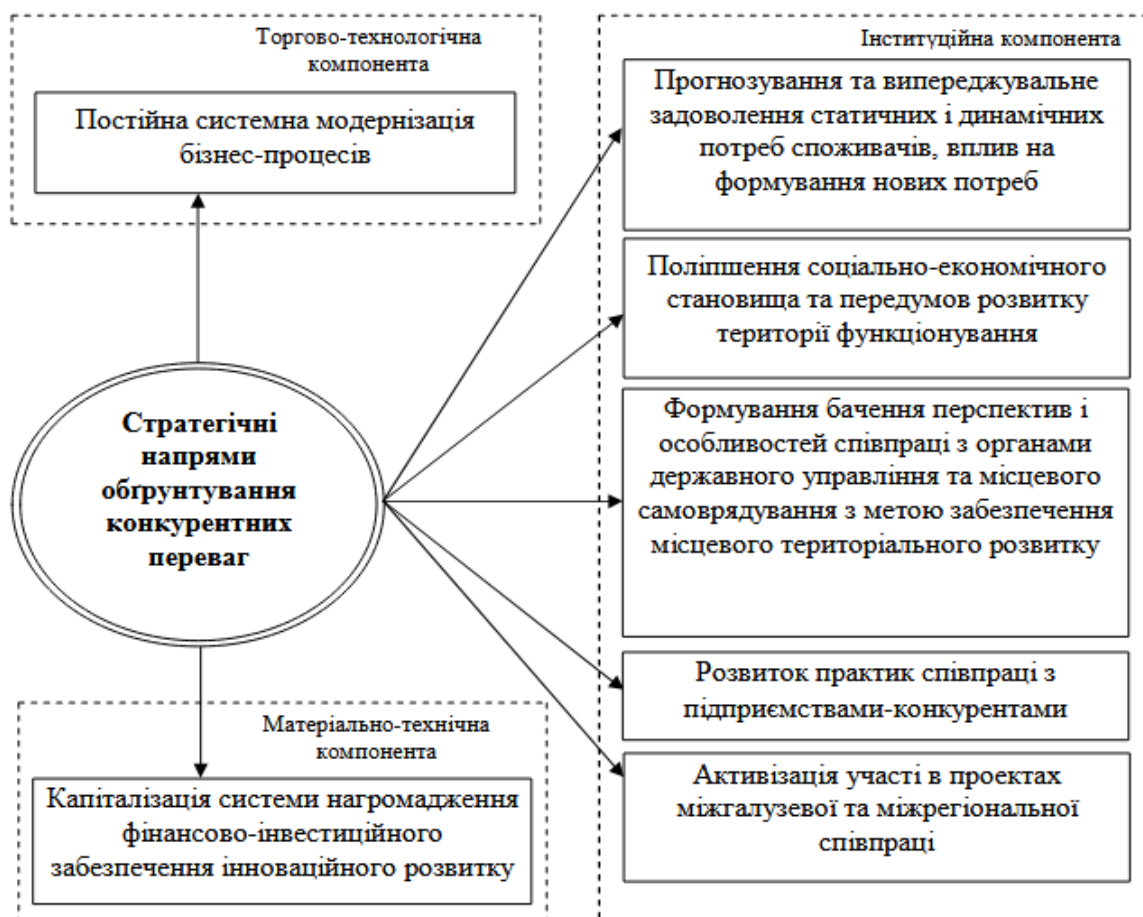 Торгово-технологічна
компонента
Постійна системна модернізація
бізнес-процесів
Стратегічні
напрями
обґрунтування
конкурентних
переваг
Матеріально-технічна
компонента
Капіталізація системи нагромадження
фінансово-інвестиційного
забезпечення інноваційного розвитку
Інституційна компонента
Прогнозування та випереджувальне
задоволення статичних і динамічних
потреб споживачів, вплив на
формування нових потреб
Поліпшення соціально-економічного
становища та передумов розвитку
території функціонування
Формування бачення перспектив і
особливостей співпраці з органами
державного управління та місцевого
самоврядування з метою забезпечення
місцевого територіального розвитку
Розвиток практик співпраці з
підприємствами-конкурентами
Активізація участі в проектах
міжгалузевої та міжрегіональної
співпраці